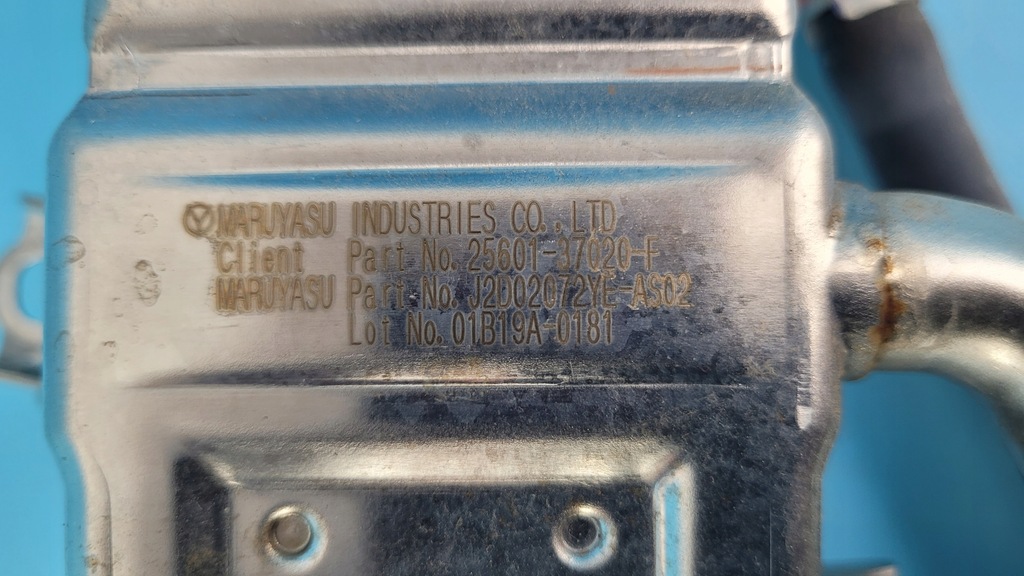 MARUYASU INDUSTRIES CO.,LTD
Client Part No. 25601-37020-F
MARUYASU Part No. J2D02072YE-AS02
Lot No. 01B19A-0181